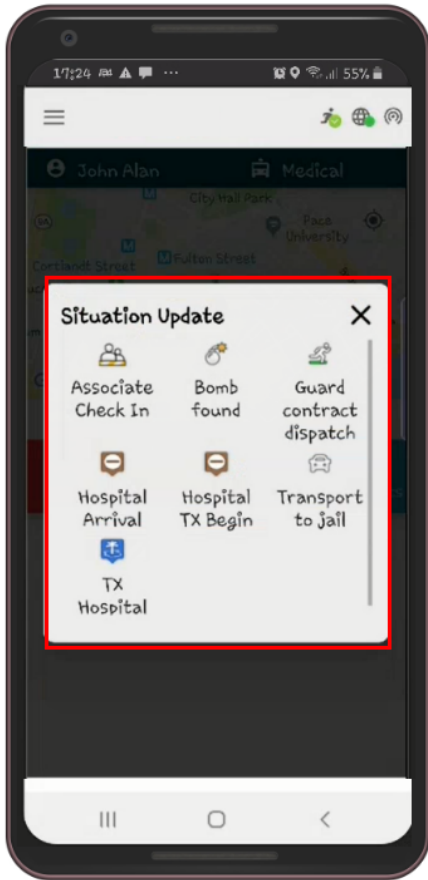 17:24
55%
John Alan
Medical
City Hall Park
Pace
University
Cortlandt Street
Fulton Street
Situation Update
Associate
Check In
Bomb
found
Guard
contract
dispatch
Hospital
Arrival
Hospital
TX Begin
Transport
to jail
TX
Hospital